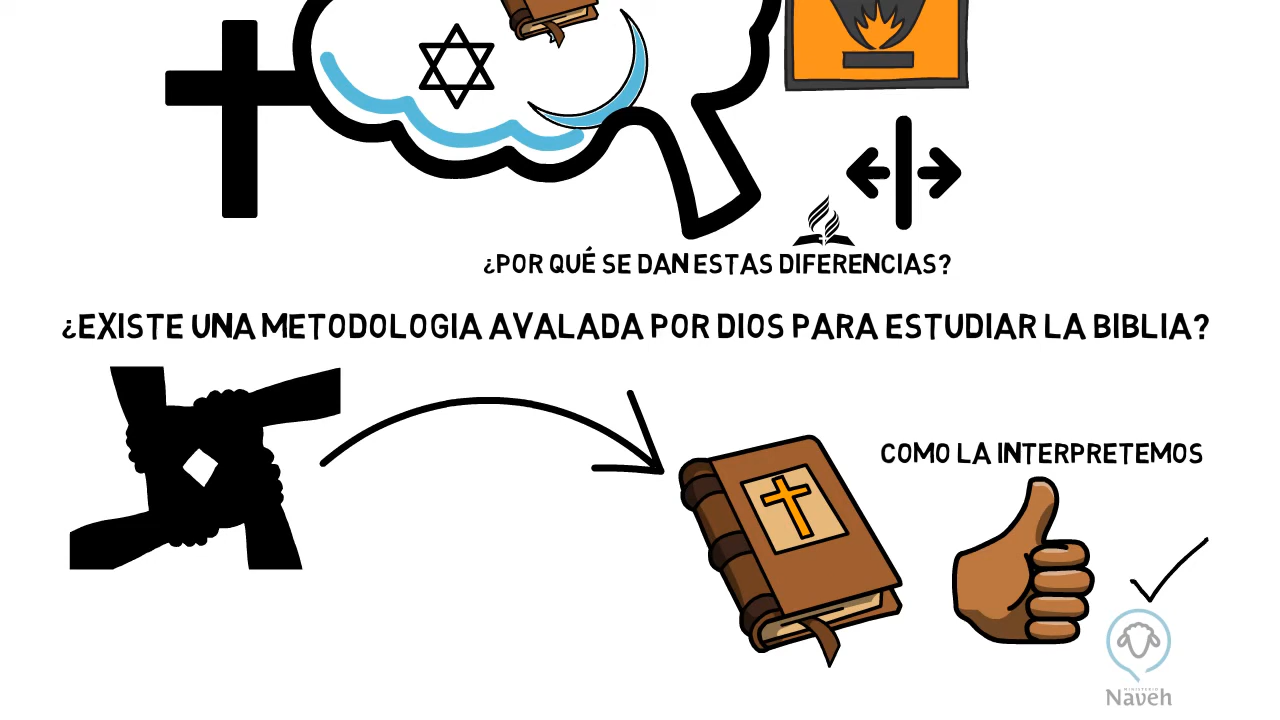 ¿POR QUÉ SE DAN ESTAS DIFERENCIAS?
¿EXISTE UNA METODOLOGIA AVALADA POR DIOS PARA ESTUDIAR LA BIBLIA?
COMO LA INTERPRETEMOS
MINISTERIO
Naveh